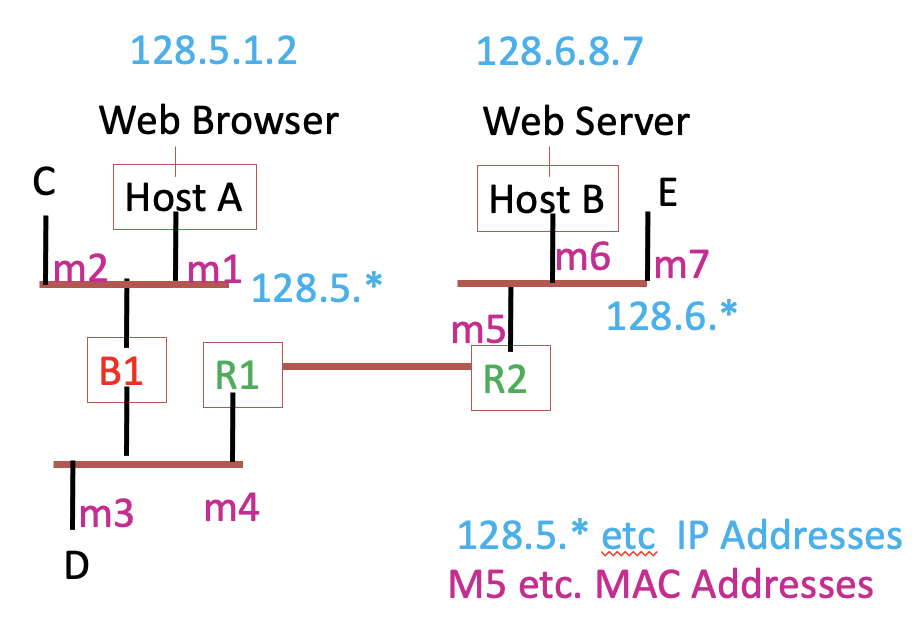 128.5.1.2
128.6.8.7
Web Browser
Web Server
C
Host A
Host B
E
m2
m1
128.5.*
m6
m7
m5
128.6.*
B1
R1
R2
m3
m4
D
128.5.* etc IP Addresses
M5 etc. MAC Addresses